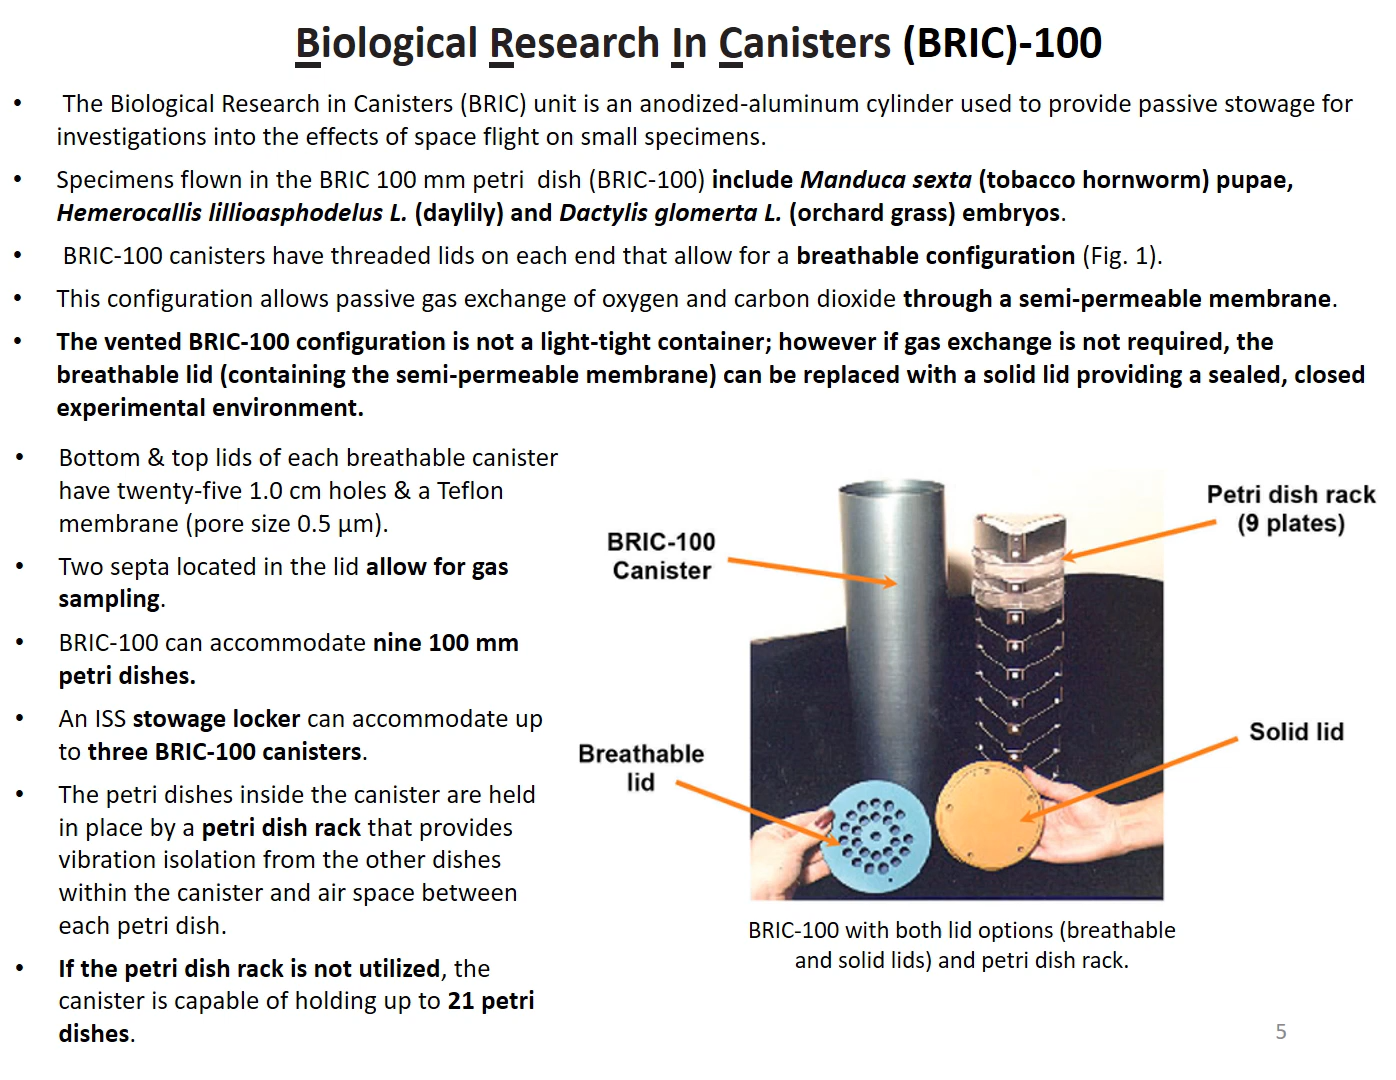 Biological Research In Canisters (BRIC)-100
• The Biological Research in Canisters (BRIC) unit is an anodized-aluminum cylinder used to provide passive stowage for
investigations into the effects of space flight on small specimens.
• Specimens flown in the BRIC 100 mm petri dish (BRIC-100) include Manduca sexta (tobacco hornworm) pupae,
Hemerocallis lillioasphodelus L. (daylily) and Dactylis glomerta L. (orchard grass) embryos.
• BRIC-100 canisters have threaded lids on each end that allow for a breathable configuration (Fig. 1).
• This configuration allows passive gas exchange of oxygen and carbon dioxide through a semi-permeable membrane.
• The vented BRIC-100 configuration is not a light-tight container; however if gas exchange is not required, the
breathable lid (containing the semi-permeable membrane) can be replaced with a solid lid providing a sealed, closed
experimental environment.
• Bottom & top lids of each breathable canister
have twenty-five 1.0 cm holes & a Teflon
membrane (pore size 0.5 µm).
• Two septa located in the lid allow for gas
sampling.
• BRIC-100 can accommodate nine 100 mm
petri dishes.
• An ISS stowage locker can accommodate up
to three BRIC-100 canisters.
• The petri dishes inside the canister are held
in place by a petri dish rack that provides
vibration isolation from the other dishes
within the canister and air space between
each petri dish.
• If the petri dish rack is not utilized, the
canister is capable of holding up to 21 petri
dishes.
BRIC-100
Canister
Petri dish rack
(9 plates)
Breathable
lid
Solid lid
BRIC-100 with both lid options (breathable
and solid lids) and petri dish rack.
5